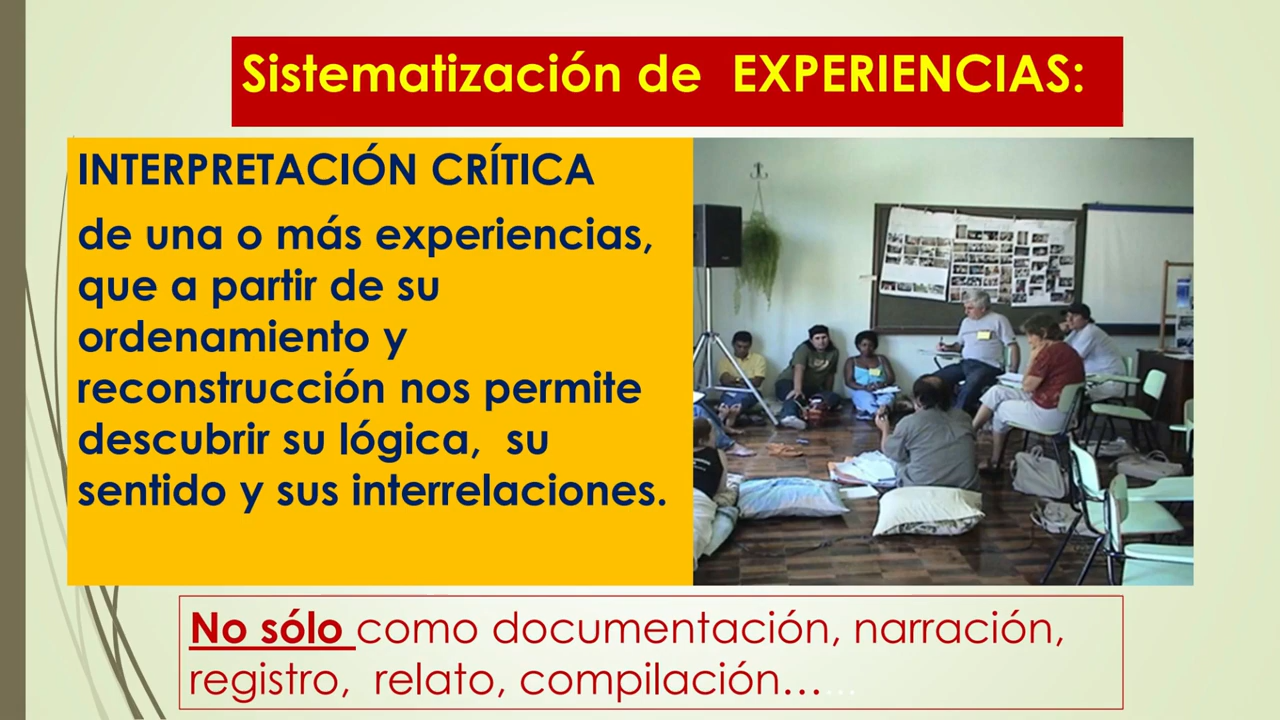 Sistematización de  EXPERIENCIAS:
INTERPRETACIÓN CRÍTICA
de una o más experiencias,
que a partir de su
ordenamiento y
reconstrucción nos permite
descubrir su lógica,  su
sentido y sus interrelaciones.
No sólo como documentación, narración,
registro,  relato, compilación……